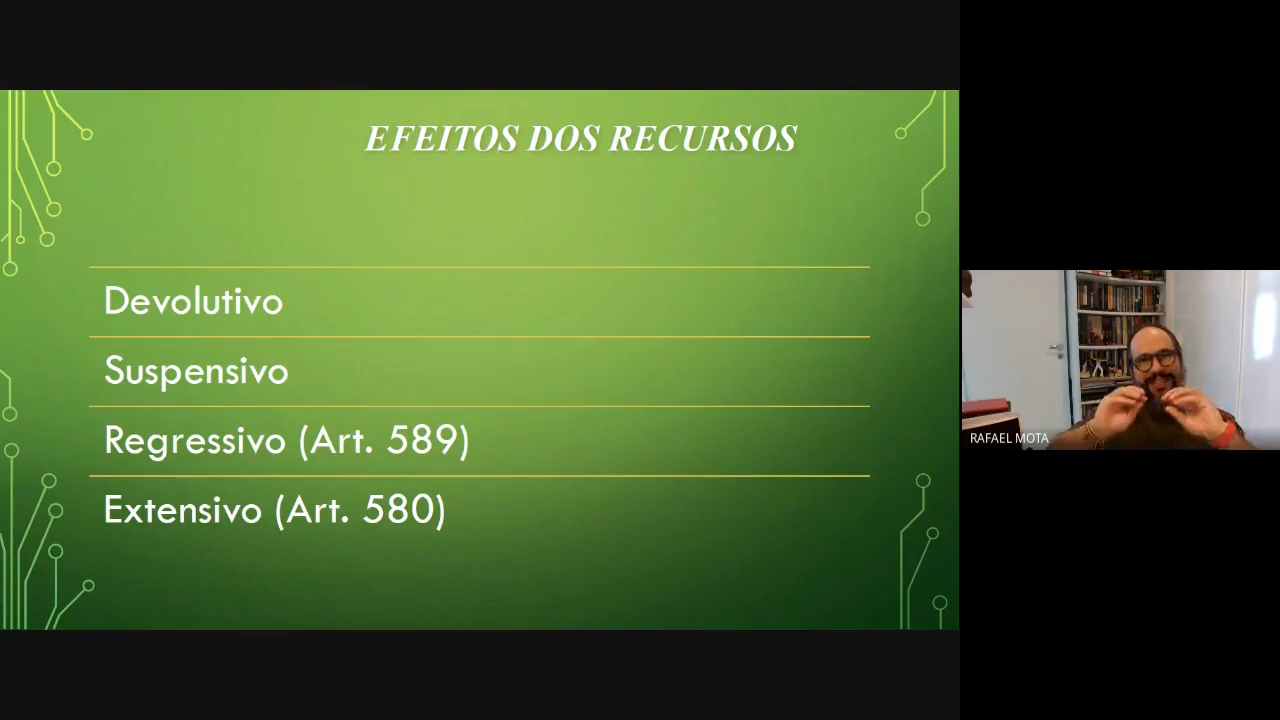 EFEITOS DOS RECURSOS
Devolutivo
Suspensivo
Regressivo (Art. 589)
Extensivo (Art. 580)
RAFAEL MOTA